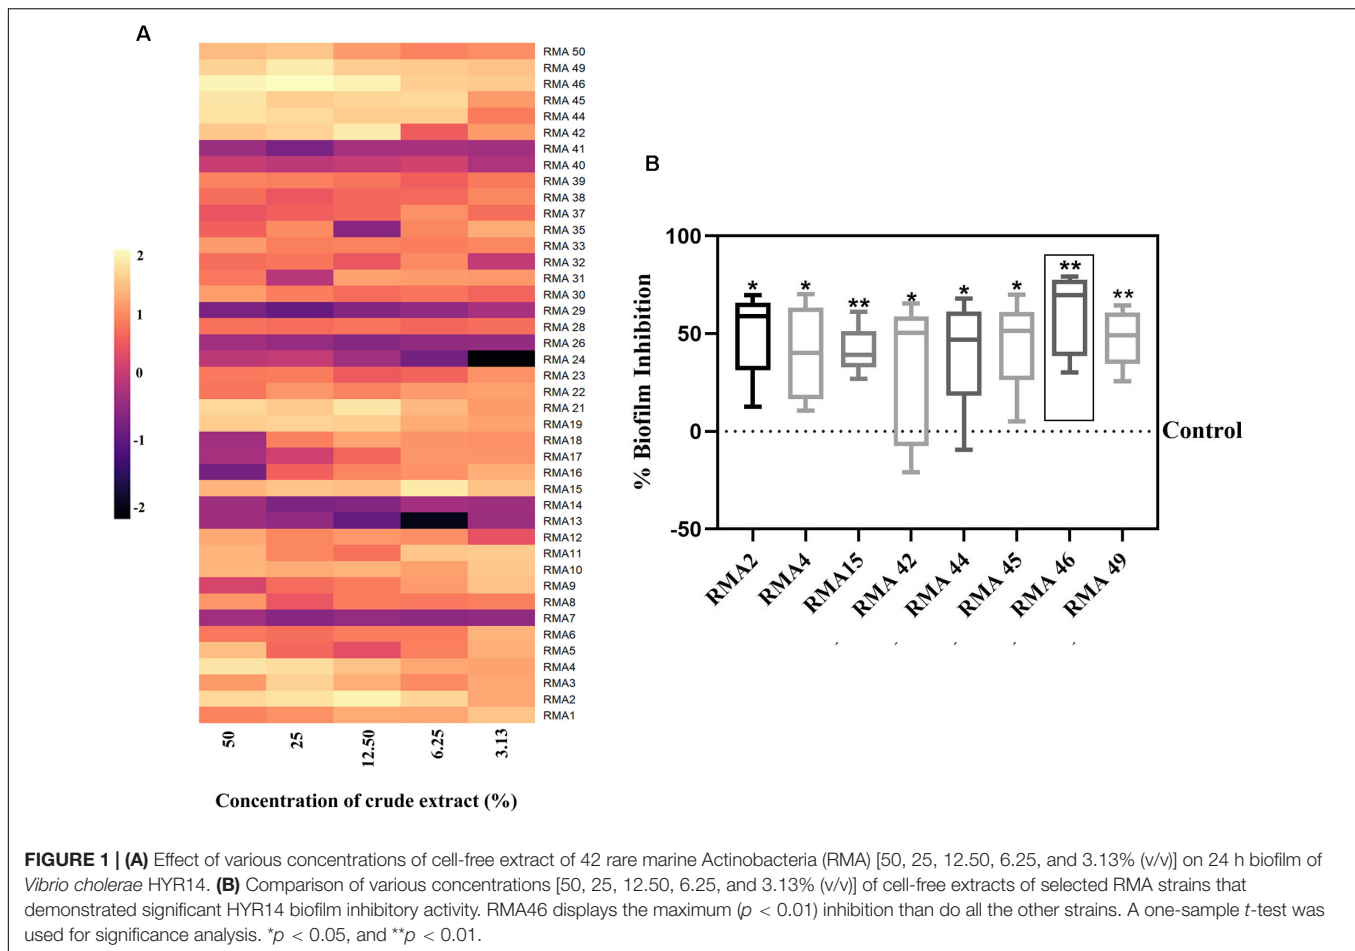 A
RMA 50
RMA 49
RMA 46
RMA 45
RMA 44
RMA 42
RMA 41
RMA 40
RMA 39
RMA 38
RMA 37
RMA 35
RMA 33
RMA 32
RMA 31
RMA 30
RMA 29
RMA 28
RMA 26
RMA 24
RMA 23
RMA 22
RMA 21
RMA19
RMA18
RMA17
RMA16
RMA15
RMA14
RMA13
RMA12
RMA11
RMA10
RMA9
RMA8
RMA7
RMA6
RMA5
RMA4
RMA3
RMA2
RMA1
2
1
0
-1
-2
50 25 12.50 6.25 3.13
Concentration of crude extract (%)
B
% Biofilm Inhibition
100
50
0
-50
* * ** * * * ** **
Control
RMA2 RMA4 RMA15 RMA 42 RMA 44 RMA 45 RMA 46 RMA 49
FIGURE 1 | (A) Effect of various concentrations of cell-free extract of 42 rare marine Actinobacteria (RMA) [50, 25, 12.50, 6.25, and 3.13% (v/v)] on 24 h biofilm of
Vibrio cholerae HYR14. (B) Comparison of various concentrations [50, 25, 12.50, 6.25, and 3.13% (v/v)] of cell-free extracts of selected RMA strains that
demonstrated significant HYR14 biofilm inhibitory activity. RMA46 displays the maximum (p < 0.01) inhibition than do all the other strains. A one-sample t-test was
used for significance analysis. *p < 0.05, and **p < 0.01.